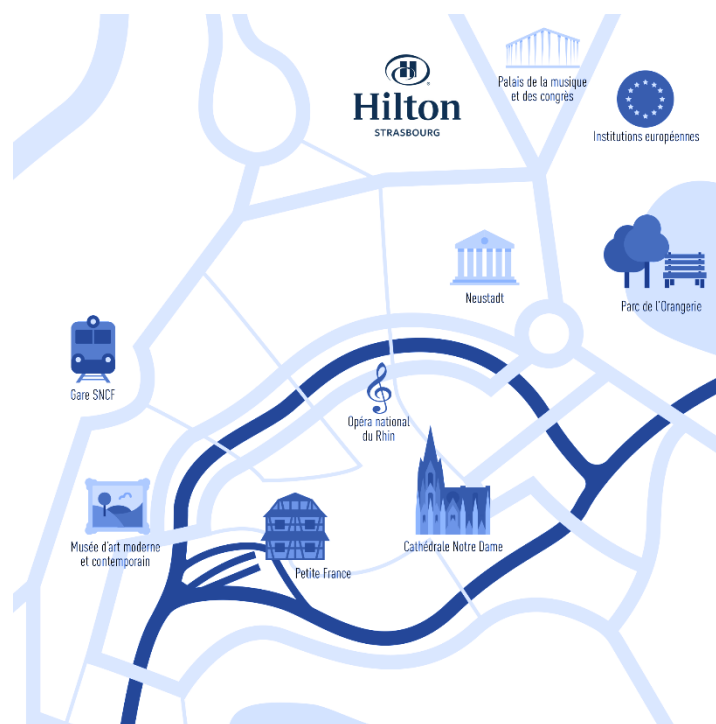 Palais de la musique
et des congrès
Hilton
STRASBOURG
Institutions européennes
Neustadt
Parc de l'Orangerie
Gare SNCF
Opéra national
du Rhin
Musée d'art moderne
et contemporain
Petite France
Cathédrale Notre Dame